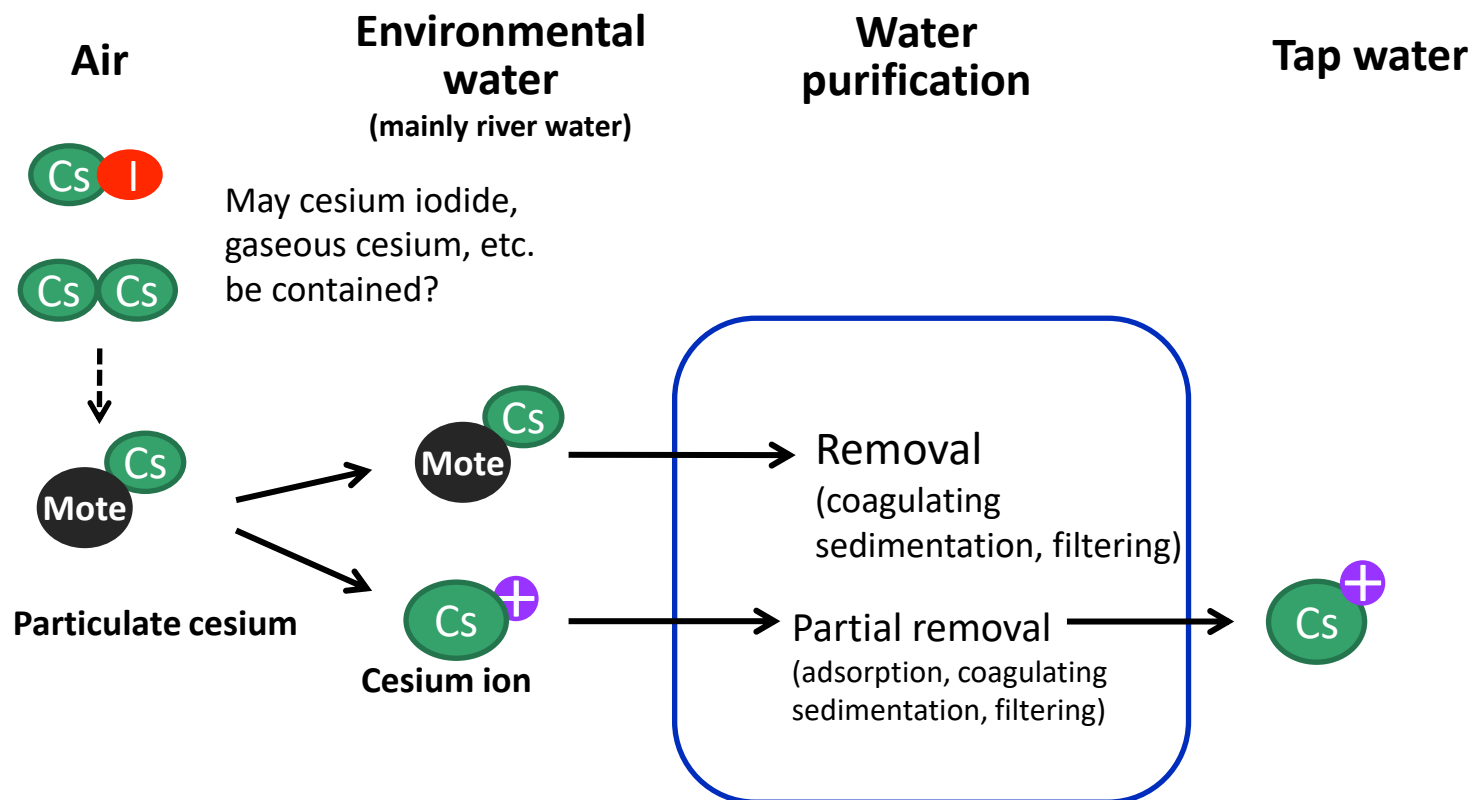 Air
Environmental
water
(mainly river water)
Water
purification
Tap water
Cs I
May cesium iodide,
gaseous cesium, etc.
be contained?
Cs Cs
Cs
Mote
Particulate cesium
Cs
Mote
Removal
(coagulating
sedimentation, filtering)
Cs +
Cesium ion
Partial removal
(adsorption, coagulating
sedimentation, filtering)
Cs +